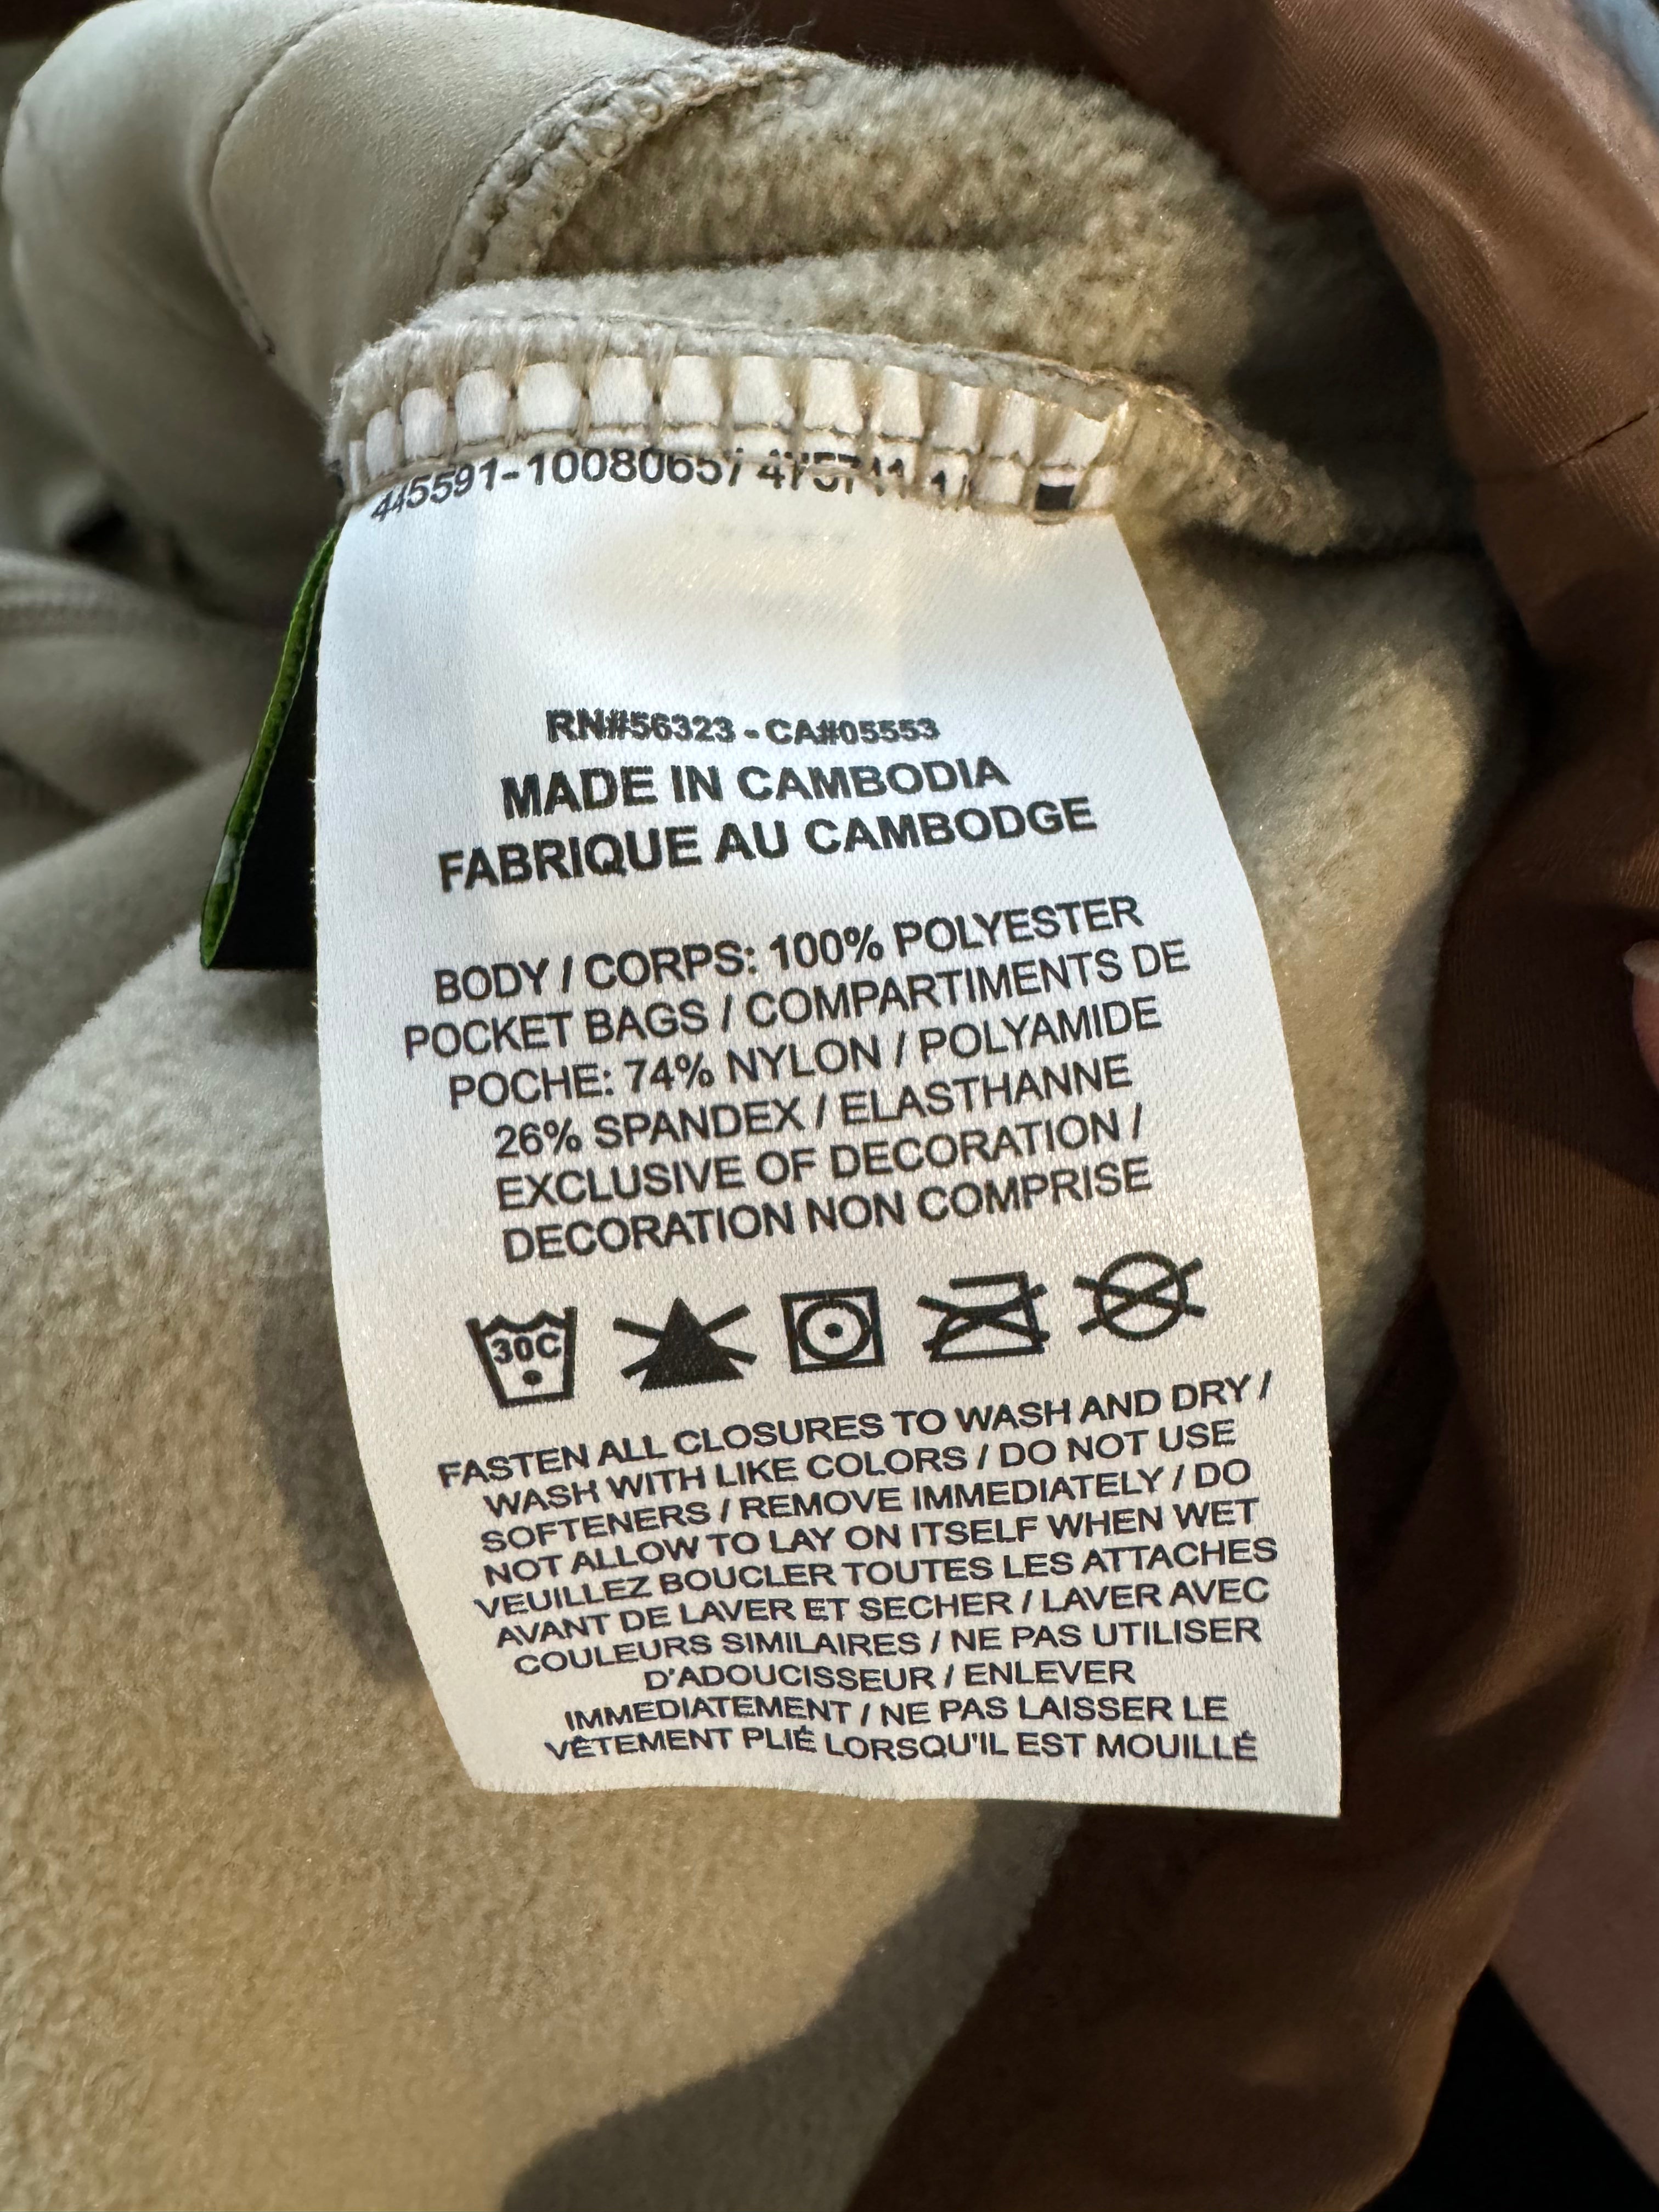 445591-10080657
RN#56323 - CA#05553
MADE IN CAMBODIA
FABRIQUE AU CAMBODGE
BODY / CORPS: 100% POLYESTER
POCKET BAGS / COMPARTIMENTS DE
POCHE: 74% NYLON / POLYAMIDE
26% SPANDEX / ELASTHANNE
EXCLUSIVE OF DECORATION /
DECORATION NON COMPRISE
30C
FASTEN ALL CLOSURES TO WASH AND DRY /
WASH WITH LIKE COLORS / DO NOT USE
SOFTENERS / REMOVE IMMEDIATELY / DO
NOT ALLOW TO LAY ON ITSELF WHEN WET
VEUILLEZ BOUCLER TOUTES LES ATTACHES
AVANT DE LAVER ET SECHER / LAVER AVEC
COULEURS SIMILAIRES / NE PAS UTILISER
D'ADOUCISSEUR / ENLEVER
IMMEDIATEMENT / NE PAS LAISSER LE
VÊTEMENT PLIÉ LORSQU'IL EST MOUILLÉ